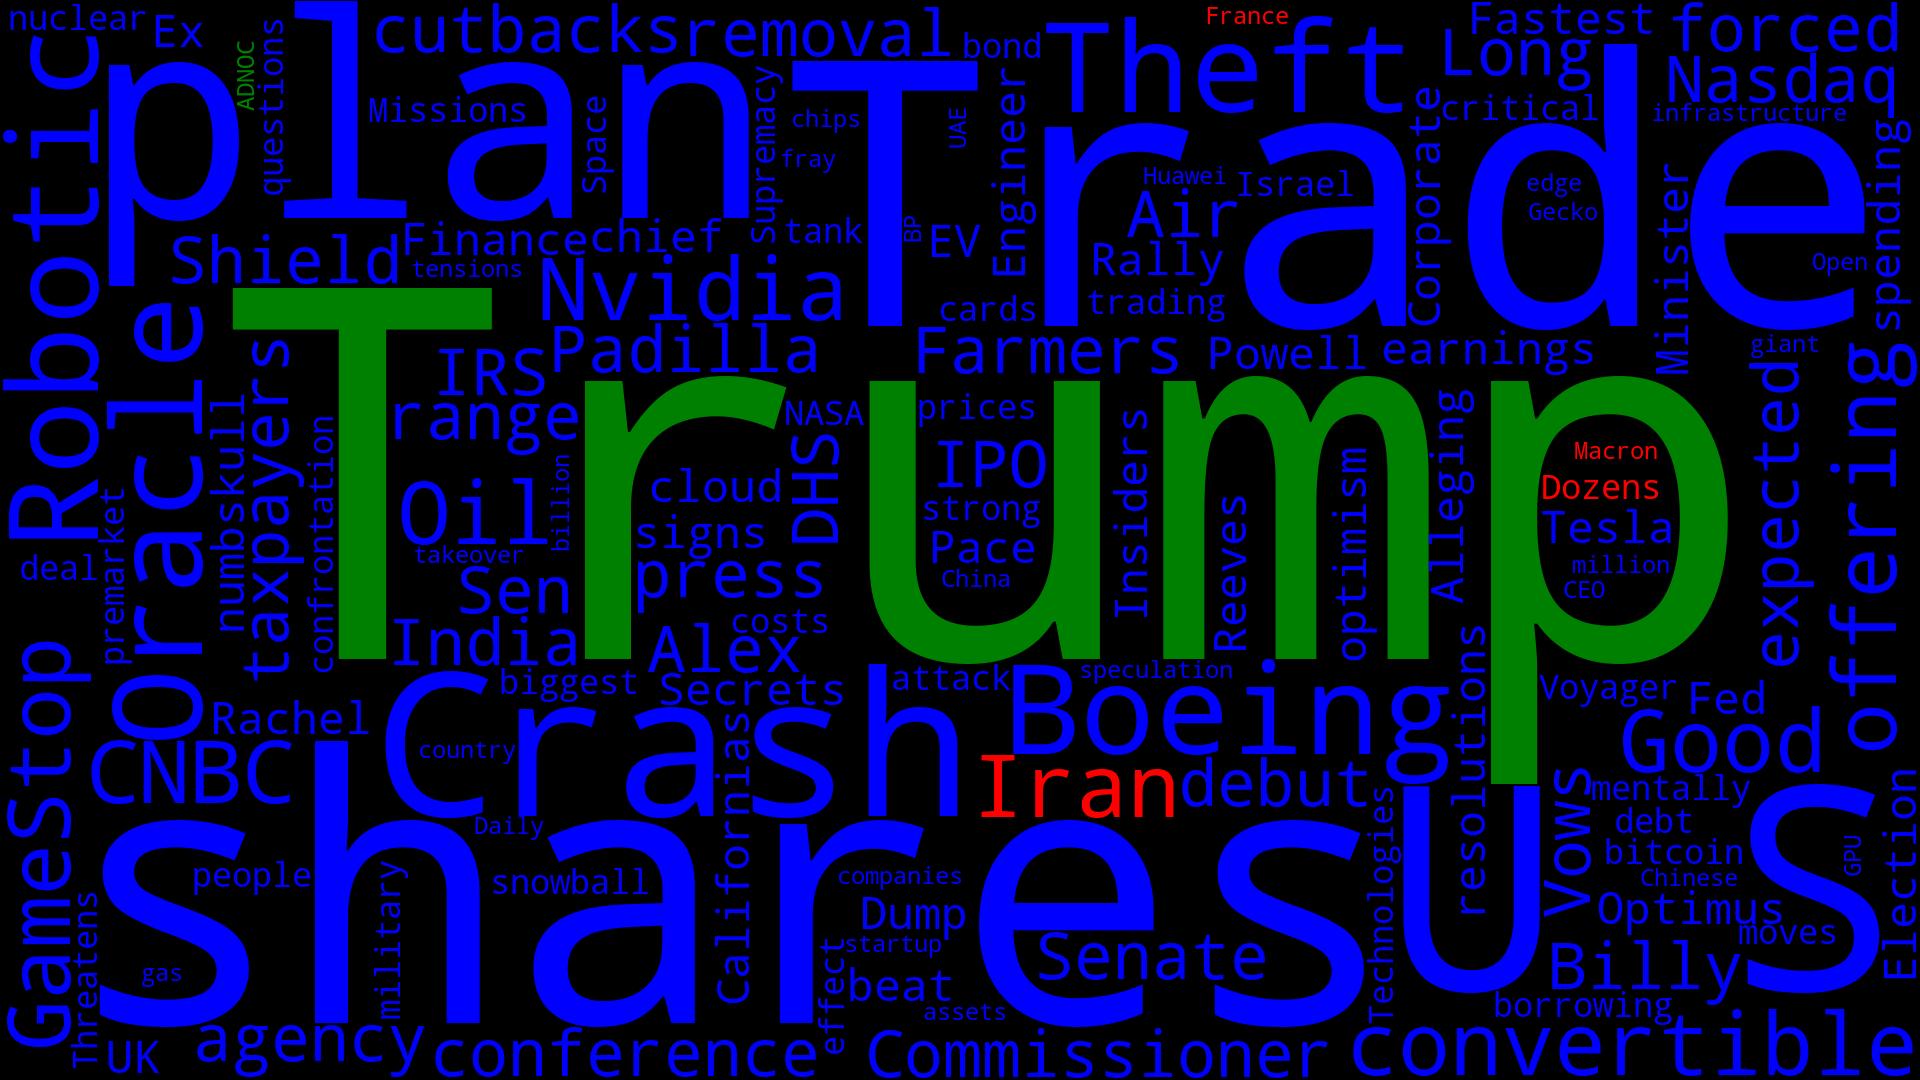 nuclear
Ex
ADNOC
questions
cutbacks
removal
bond
Theft
France
Fastest
Long
forced
Nasdaq
Robotic
plan
Missions
Space
Supremacy
chips
fray
UAE
Engineer
Trade
Huawei
Israel
Air
Rally
trading
Corporate
critical
infrastructure
edge
Gecko
Minister
Open
spending
Shield
Finance
chief
tensions
tank
BP
EV
Nvidia
cards
Oracle
taxpayers
numbskull
confrontation
premarket
deal
Trump
IRS
Padilla
range
NASA
Farmers
Powell
earnings
giant
prices
Oil
billion
takeover
cloud
signs
DHS
IPO
strong
Pace
China
Insiders
Reeves
optimism
Alleging
Macron
Dozens
Tesla
million
CEO
expected
offering
Sen
press
costs
India
Alex
biggest
Secrets
attack
speculation
Boeing
Voyager
Fed
Good
GameStop
Rachel
CNBC
Crash
country
Californias
Iran
debut
resolutions
Vows
mentally
debt
bitcoin
Chinese
GPU
Election
Daily
shares
people
military
snowball
companies
Dump
startup
beat
effect
assets
Senate
Technologies
U S
Optimus
moves
Billy
borrowing
gas
Threatens
UK
agency
conference
Commissioner
convertible